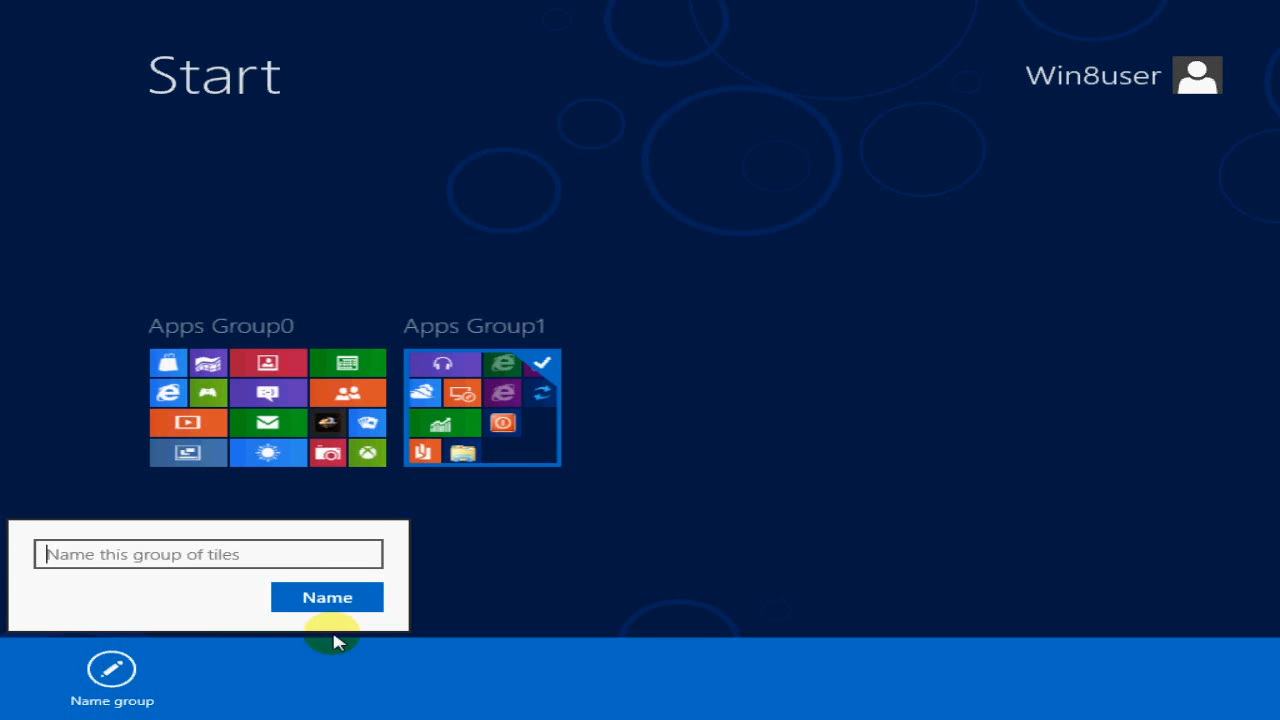 Start
Win8user
Apps Group0
Apps Group1
Name this group of tiles
Name
Name group